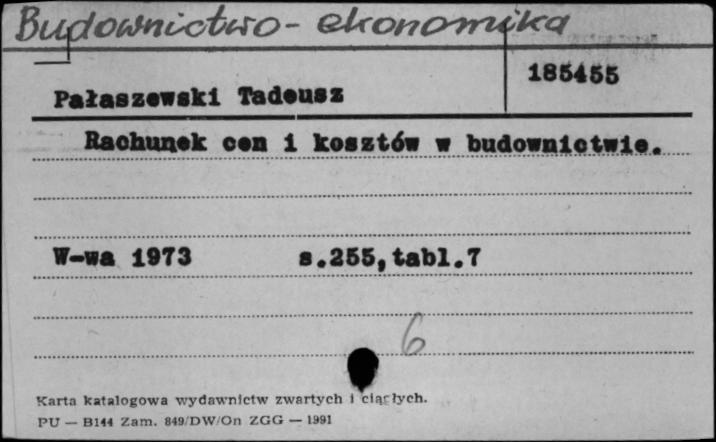 Budownictwo - ekonomika
185455
Pałaszewski Tadeusz
Rachunek cen i kosztów w budownictwie.
W-wa 1973 s.255,tabl.7
6
Karta katalogowa wydawnictw zwartych i ciągłych.
PU — B144 Zam. 849/DW/On ZGG — 1991